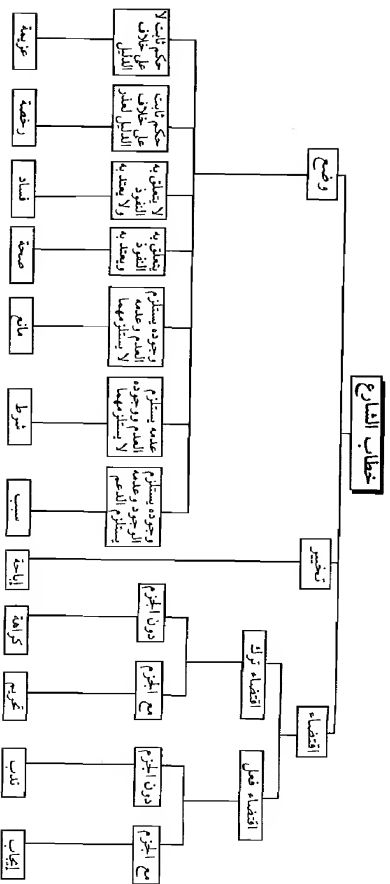 خطاب الشارع
اقتضاء
تخيير
وضع
اقتضاء فعل
اقتضاء ترك
مع الجزم
دون الجزم
مع الجزم
دون الجزم
وجوده يستلزم
الوجود وعدمه
يستلزم الدعم
عدمه يستلزم
العدم ووجوده
لا يستلزمهما
وجوده يستلزم
العدم وعدمه
لا يستلزمهما
يتعلق به
النفوذ
ويعتد به
لا يتعلق به
النفوذ
ولا يعتد به
حكم ثابت
على خلاف
الدليل لعذر
حكم ثابت لا
على خلاف
الدليل
إيجاب
ندب
تحريم
كراهة
إباحة
سبب
شرط
مانع
صحة
فساد
رخصة
عزيمة